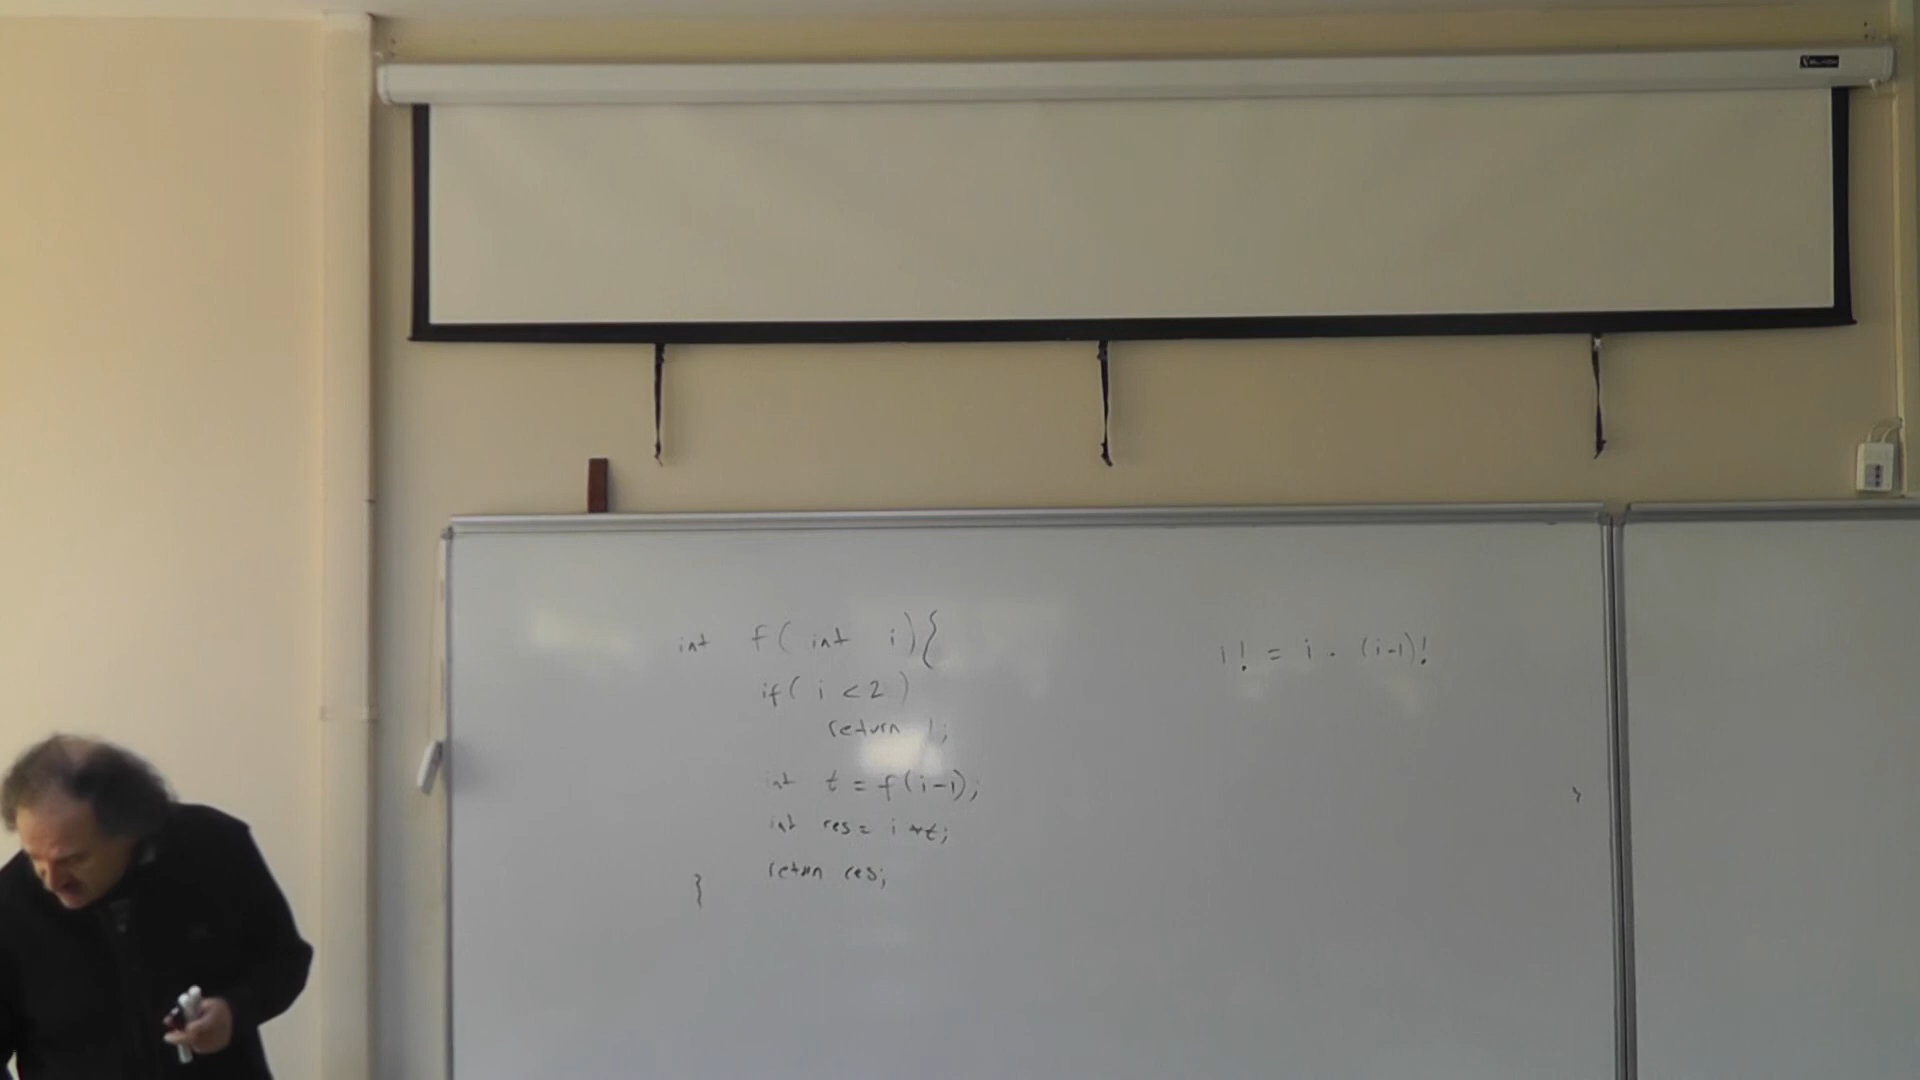 int f( int i){
if( i < 2 )
return 1;
int t = f(i-1);
int res = i * t;
return res;
}
i! = i . (i-1)!